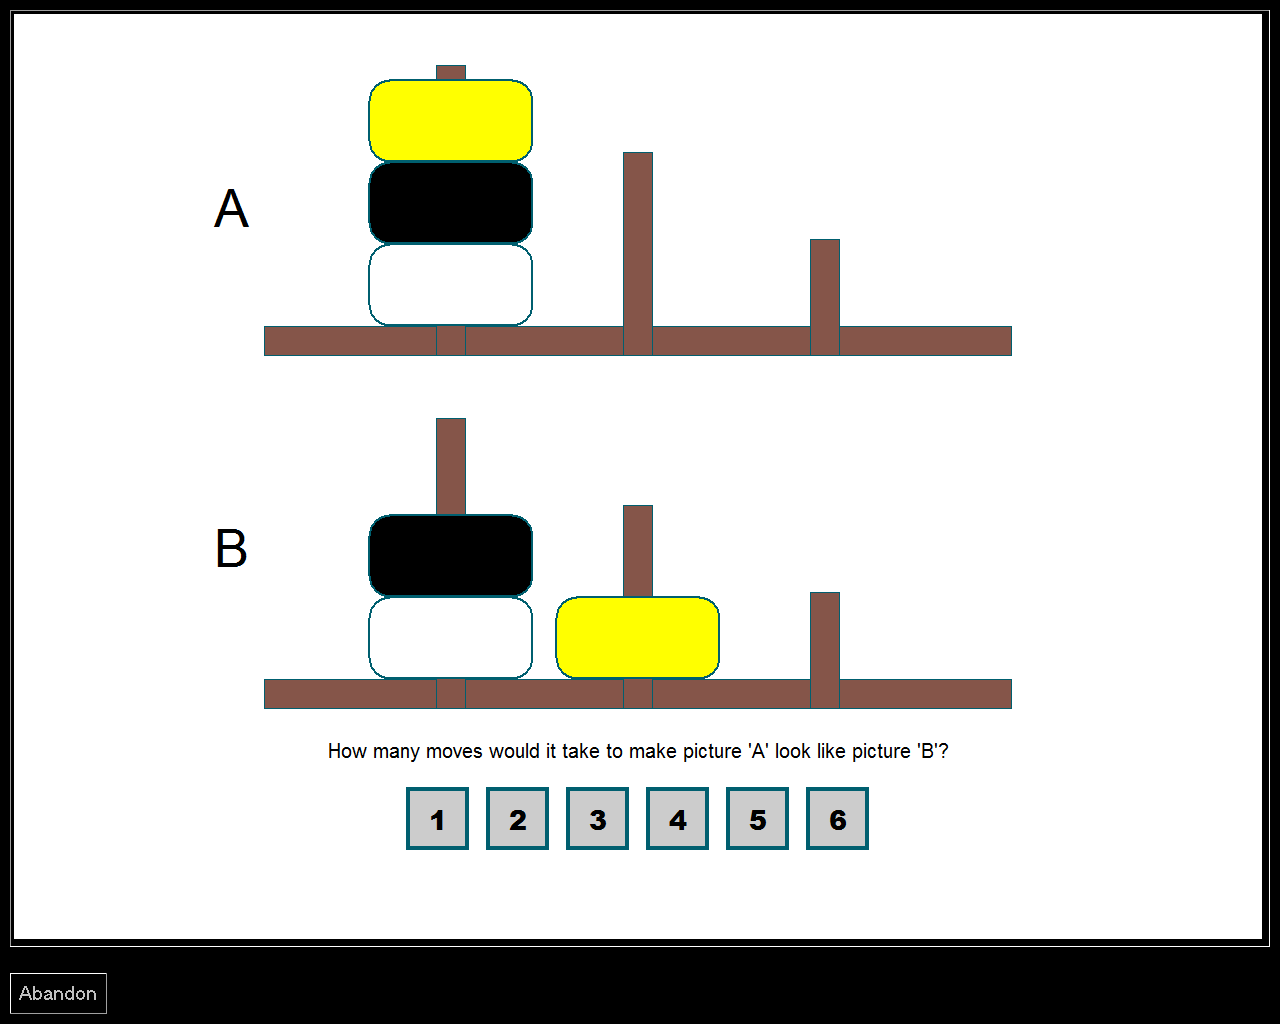 A
B
How many moves would it take to make picture 'A' look like picture 'B'?
1 2 3 4 5 6
Abandon